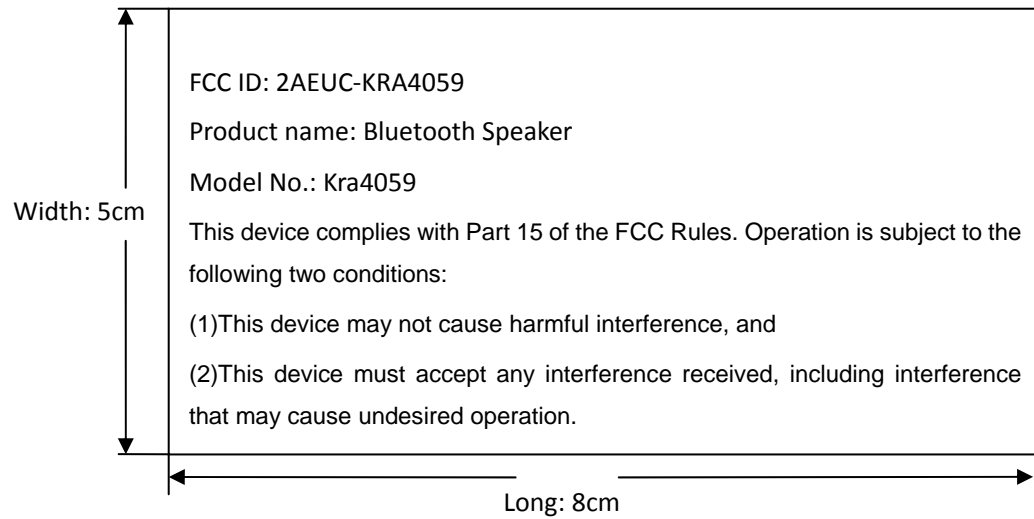 FCC ID: 2AEUC-KRA4059
Product name: Bluetooth Speaker
Model No.: Kra4059
Width: 5cm
This device complies with Part 15 of the FCC Rules. Operation is subject to the
following two conditions:
(1)This device may not cause harmful interference, and
(2)This device must accept any interference received, including interference
that may cause undesired operation.
Long: 8cm